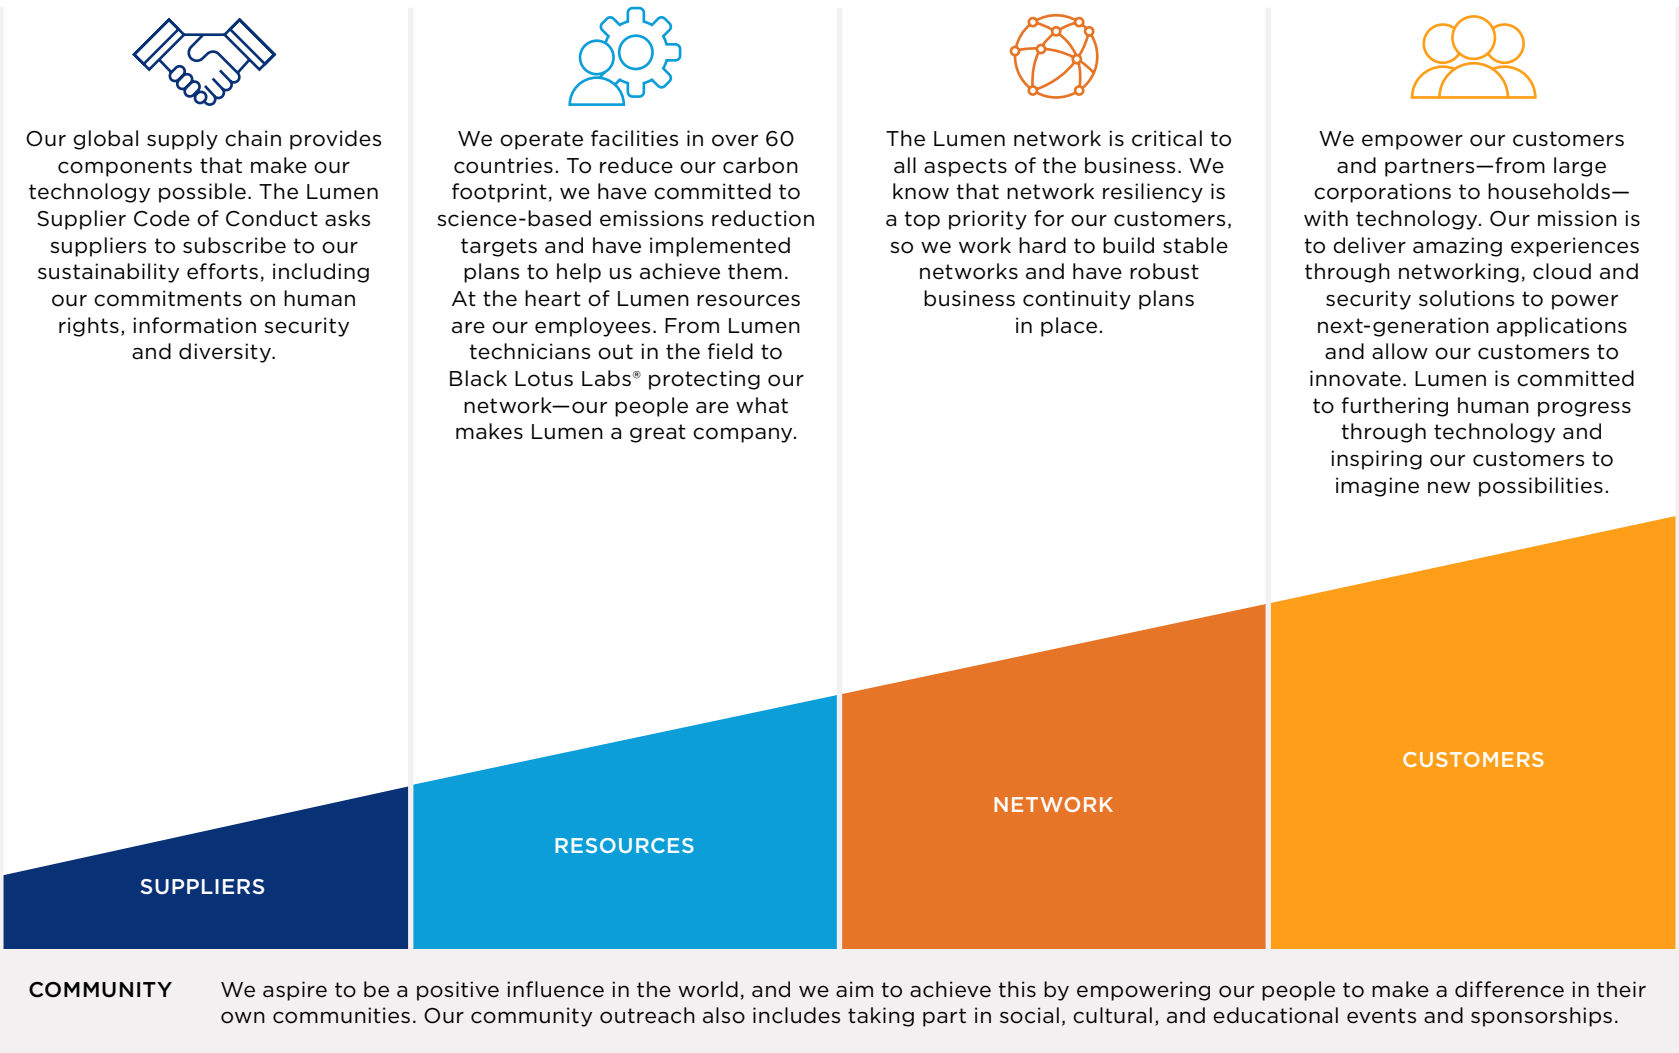 Our global supply chain provides
components that make our
technology possible. The Lumen
Supplier Code of Conduct asks
suppliers to subscribe to our
sustainability efforts, including
our commitments on human
rights, information security
and diversity.
We operate facilities in over 60
countries. To reduce our carbon
footprint, we have committed to
science-based emissions reduction
targets and have implemented
plans to help us achieve them.
At the heart of Lumen resources
are our employees. From Lumen
technicians out in the field to
Black Lotus Labs® protecting our
network—our people are what
makes Lumen a great company.
The Lumen network is critical to
all aspects of the business. We
know that network resiliency is
a top priority for our customers,
so we work hard to build stable
networks and have robust
business continuity plans
in place.
We empower our customers
and partners—from large
corporations to households—
with technology. Our mission is
to deliver amazing experiences
through networking, cloud and
security solutions to power
next-generation applications
and allow our customers to
innovate. Lumen is committed
to furthering human progress
through technology and
inspiring our customers to
imagine new possibilities.
SUPPLIERS
RESOURCES
NETWORK
CUSTOMERS
COMMUNITY
We aspire to be a positive influence in the world, and we aim to achieve this by empowering our people to make a difference in their
own communities. Our community outreach also includes taking part in social, cultural, and educational events and sponsorships.